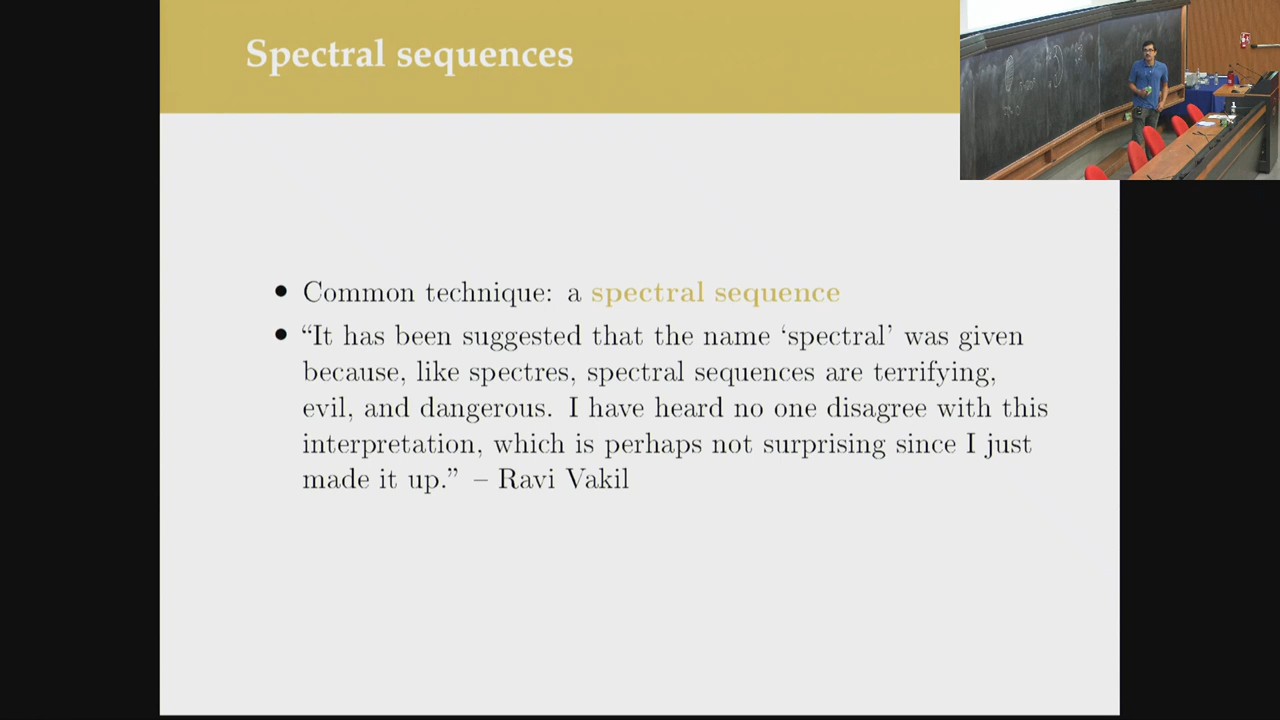 Spectral sequences
• Common technique: a spectral sequence
• “It has been suggested that the name ‘spectral’ was given
because, like spectres, spectral sequences are terrifying,
evil, and dangerous. I have heard no one disagree with this
interpretation, which is perhaps not surprising since I just
made it up.” – Ravi Vakil